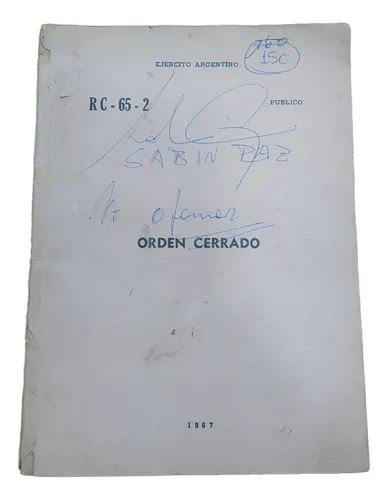 EJERCITO ARGENTINO
150
RC-65-2
PUBLICO
SABIN PAZ
ORDEN CERRADO
1967